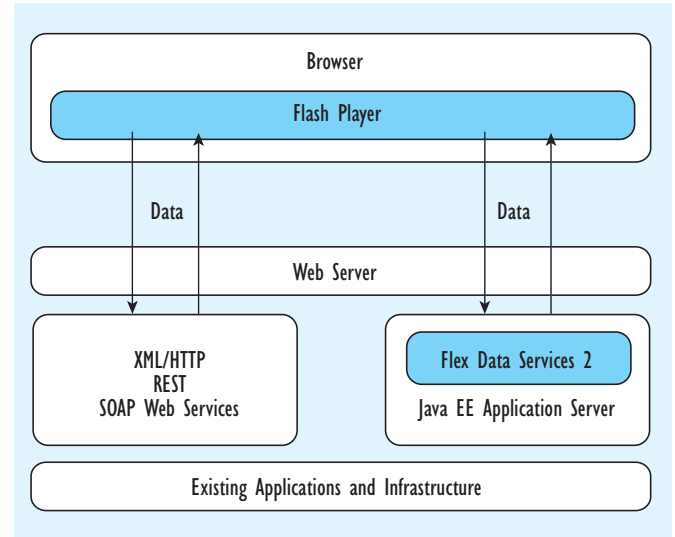 Browser
Flash Player
Data
Data
Web Server
XML/HTTP
REST
SOAP Web Services
Flex Data Services 2
Java EE Application Server
Existing Applications and Infrastructure